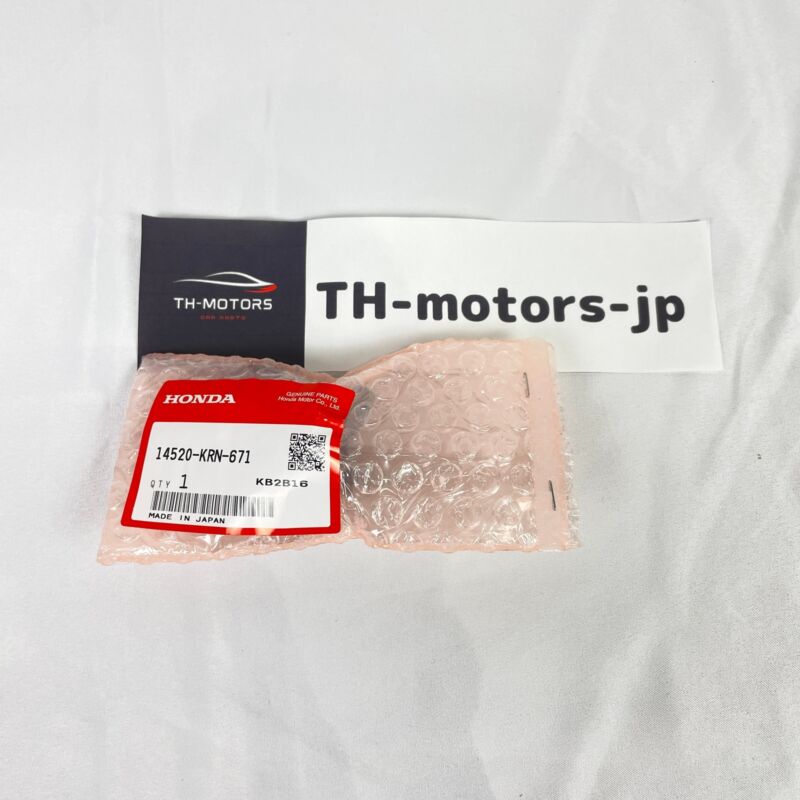 TH-MOTORS
CAR PARTS
TH-motors-jp
HONDA
GENUINE PARTS
Honda Motor Co., Ltd.
14520-KRN-671
QTY 1
KB2B16
MADE IN JAPAN